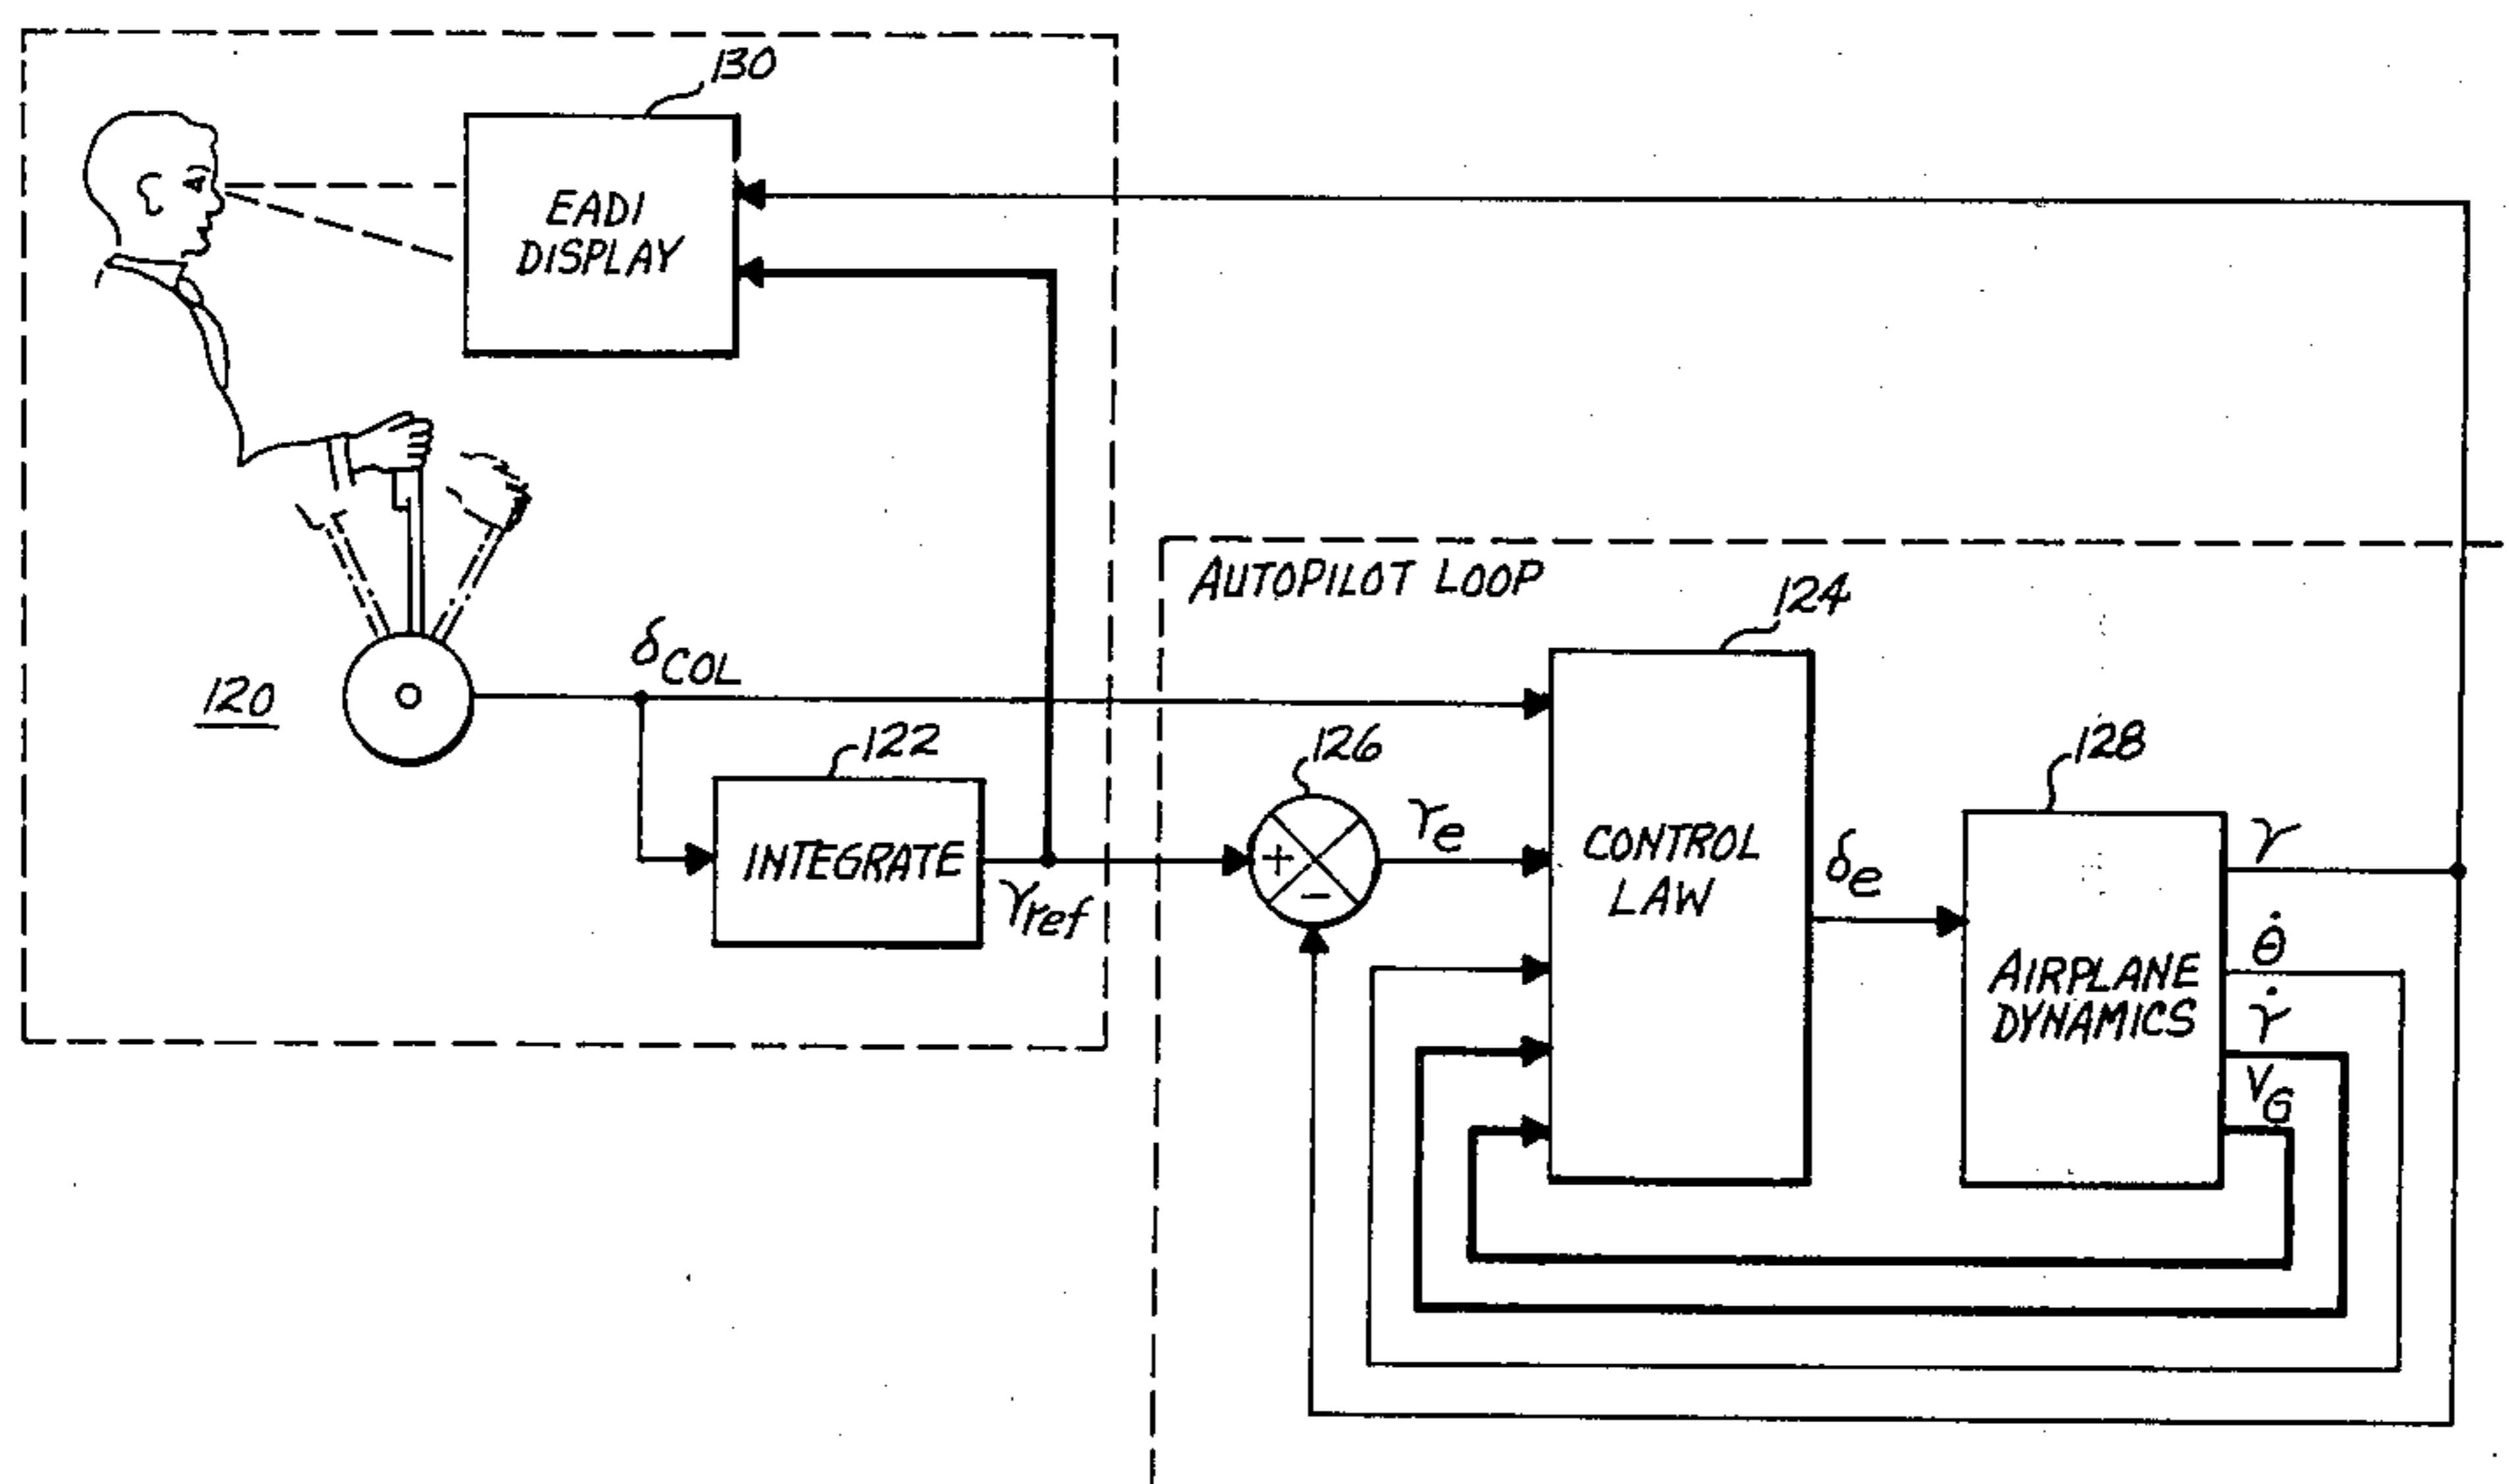 130
EADI
DISPLAY
AUTOPILOT LOOP
124
δCOL
120
122
126
128
INTEGRATE
γref
+
−
γe
CONTROL
LAW
δe
γ
θ̇
γ̇
VG
AIRPLANE
DYNAMICS